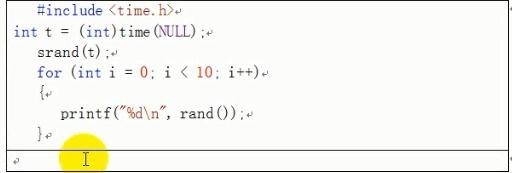 #include <time.h>
int t = (int)time(NULL);
srand(t);
for (int i = 0; i < 10; i++)
{
printf("%d\n", rand());
}